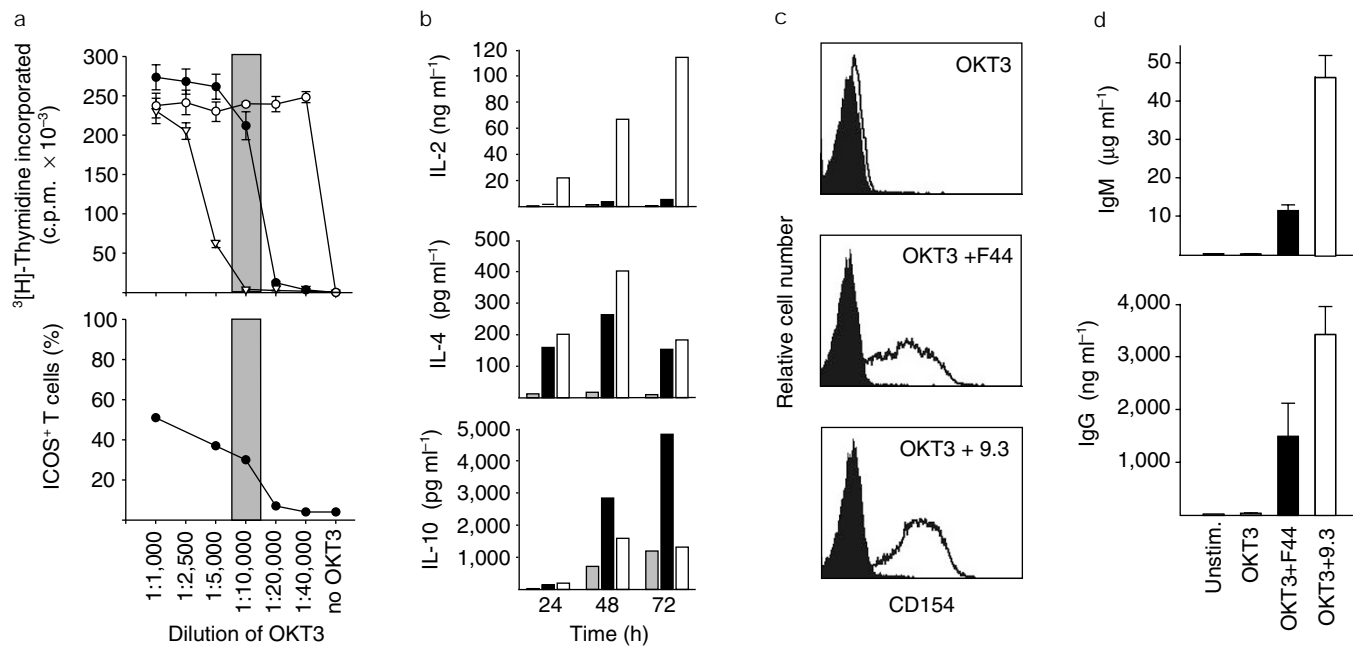 a
300
250
200
150
100
50
³[H]-Thymidine incorporated
(c.p.m. × 10⁻³)
100
80
60
40
20
ICOS⁺ T cells (%)
1:1,000
1:2,500
1:5,000
1:10,000
1:20,000
1:40,000
no OKT3
Dilution of OKT3
b
120
100
80
60
40
20
IL-2 (ng ml⁻¹)
500
400
300
200
100
IL-4 (pg ml⁻¹)
5,000
4,000
3,000
2,000
1,000
IL-10 (pg ml⁻¹)
24 48 72
Time (h)
c
OKT3
OKT3 +F44
OKT3 + 9.3
Relative cell number
CD154
d
50
40
30
20
10
IgM (μg ml⁻¹)
4,000
3,000
2,000
1,000
IgG (ng ml⁻¹)
Unstim.
OKT3
OKT3+F44
OKT3+9.3